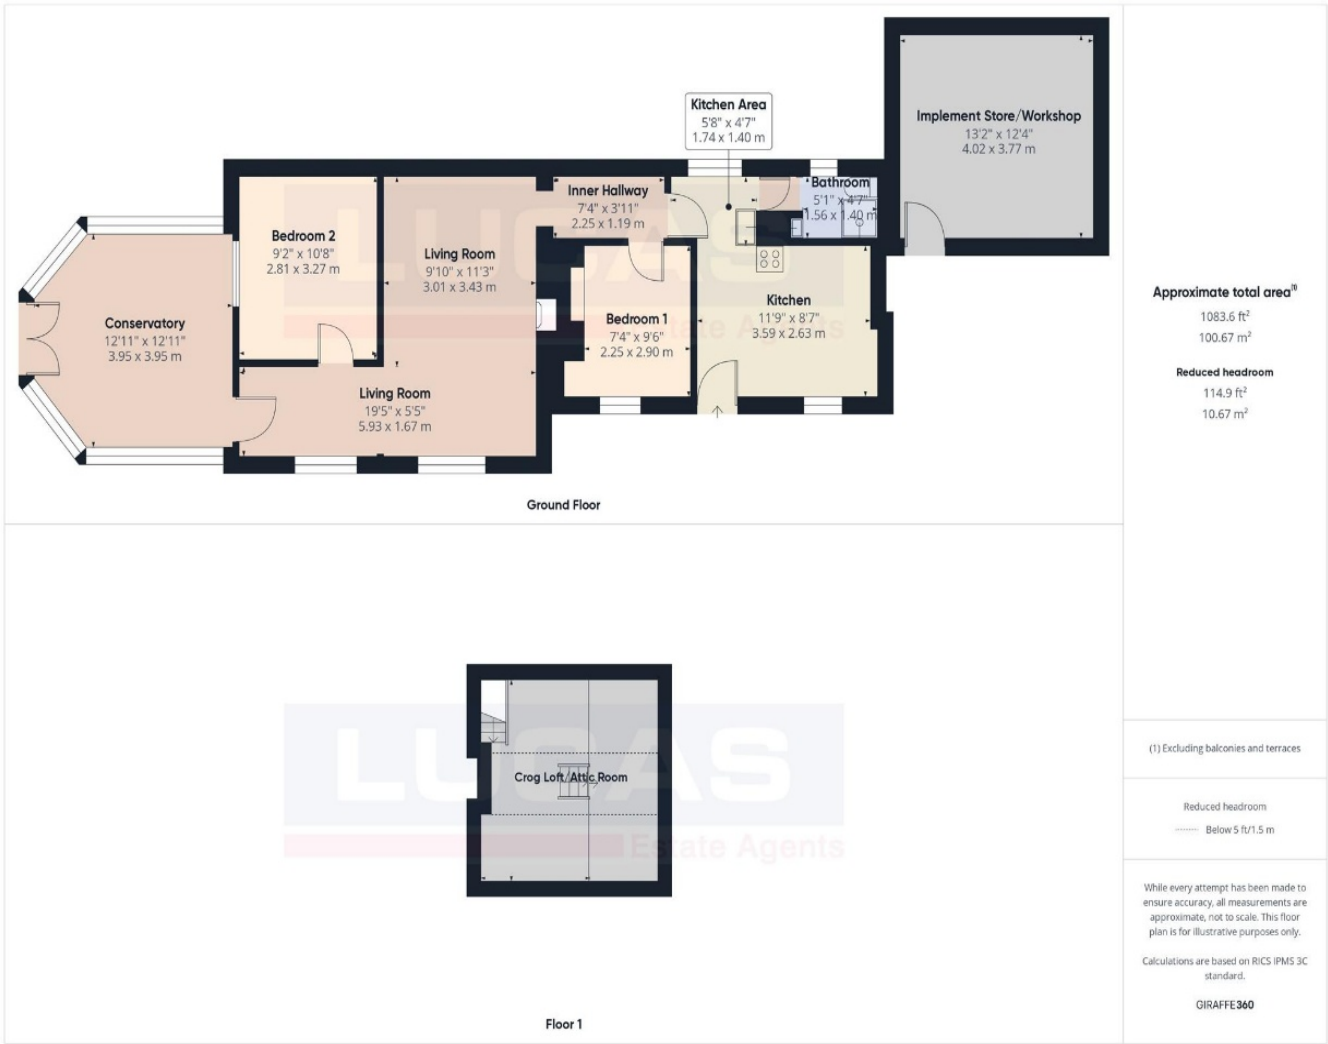 Kitchen Area
5'8" x 4'7"
1.74 x 1.40 m
Implement Store/Workshop
13'2" x 12'4"
4.02 x 3.77 m
Bathroom
5'1" x 4'7"
1.56 x 1.40 m
Inner Hallway
7'4" x 3'11"
2.25 x 1.19 m
Bedroom 2
9'2" x 10'8"
2.81 x 3.27 m
Living Room
9'10" x 11'3"
3.01 x 3.43 m
Kitchen
11'9" x 8'7"
3.59 x 2.63 m
Conservatory
12'11" x 12'11"
3.95 x 3.95 m
Bedroom 1
7'4" x 9'6"
2.25 x 2.90 m
Living Room
19'5" x 5'5"
5.93 x 1.67 m
LUCAS
Estate Agents
Ground Floor
Crog Loft/Attic Room
LUCAS
Estate Agents
Floor 1
Approximate total area⁽¹⁾
1083.6 ft²
100.67 m²
Reduced headroom
114.9 ft²
10.67 m²
(1) Excluding balconies and terraces
Reduced headroom
Below 5 ft/1.5 m
While every attempt has been made to
ensure accuracy, all measurements are
approximate, not to scale. This floor
plan is for illustrative purposes only.
Calculations are based on RICS IPMS 3C
standard.
GIRAFFE360